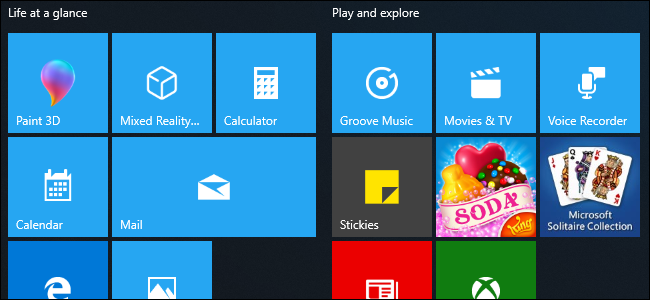 Life at a glance
Play and explore
Paint 3D
Mixed Reality...
Calculator
Groove Music
Movies & TV
Voice Recorder
Calendar
Mail
Stickies
SODA
King
Microsoft
Solitaire Collection